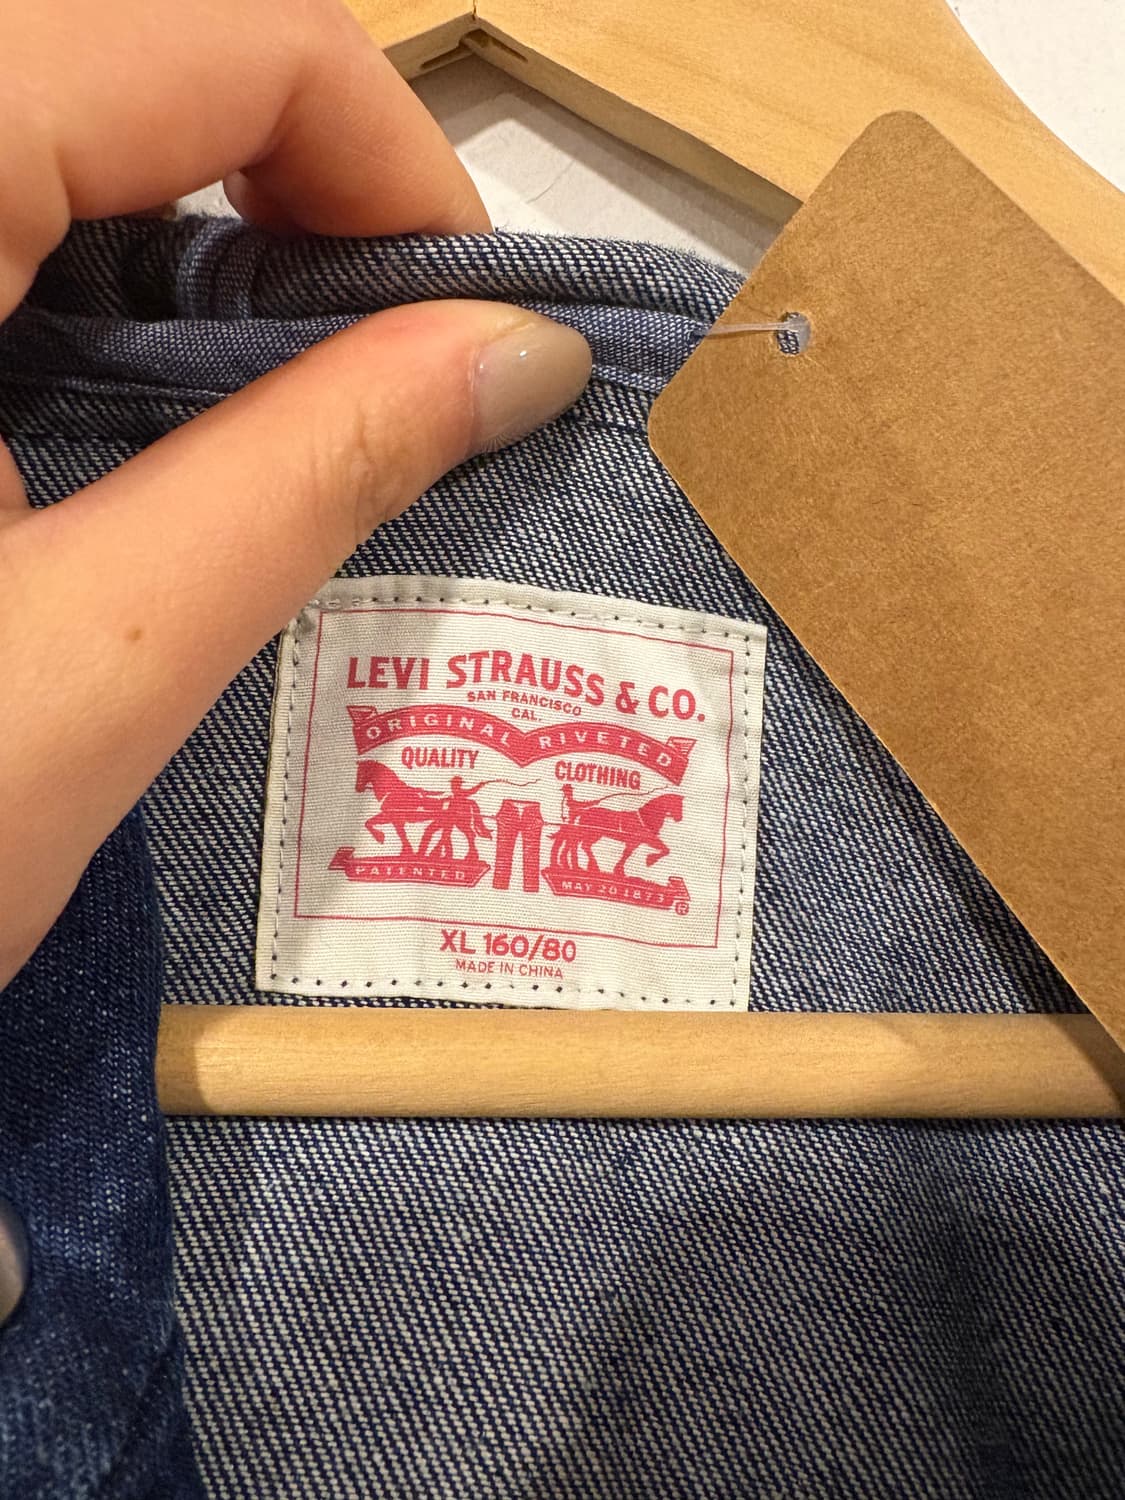 LEVI STRAUSS & CO.
SAN FRANCISCO
CAL.
ORIGINAL RIVETED
QUALITY CLOTHING
PATENTED MAY 20 1873 ®
XL 160/80
MADE IN CHINA